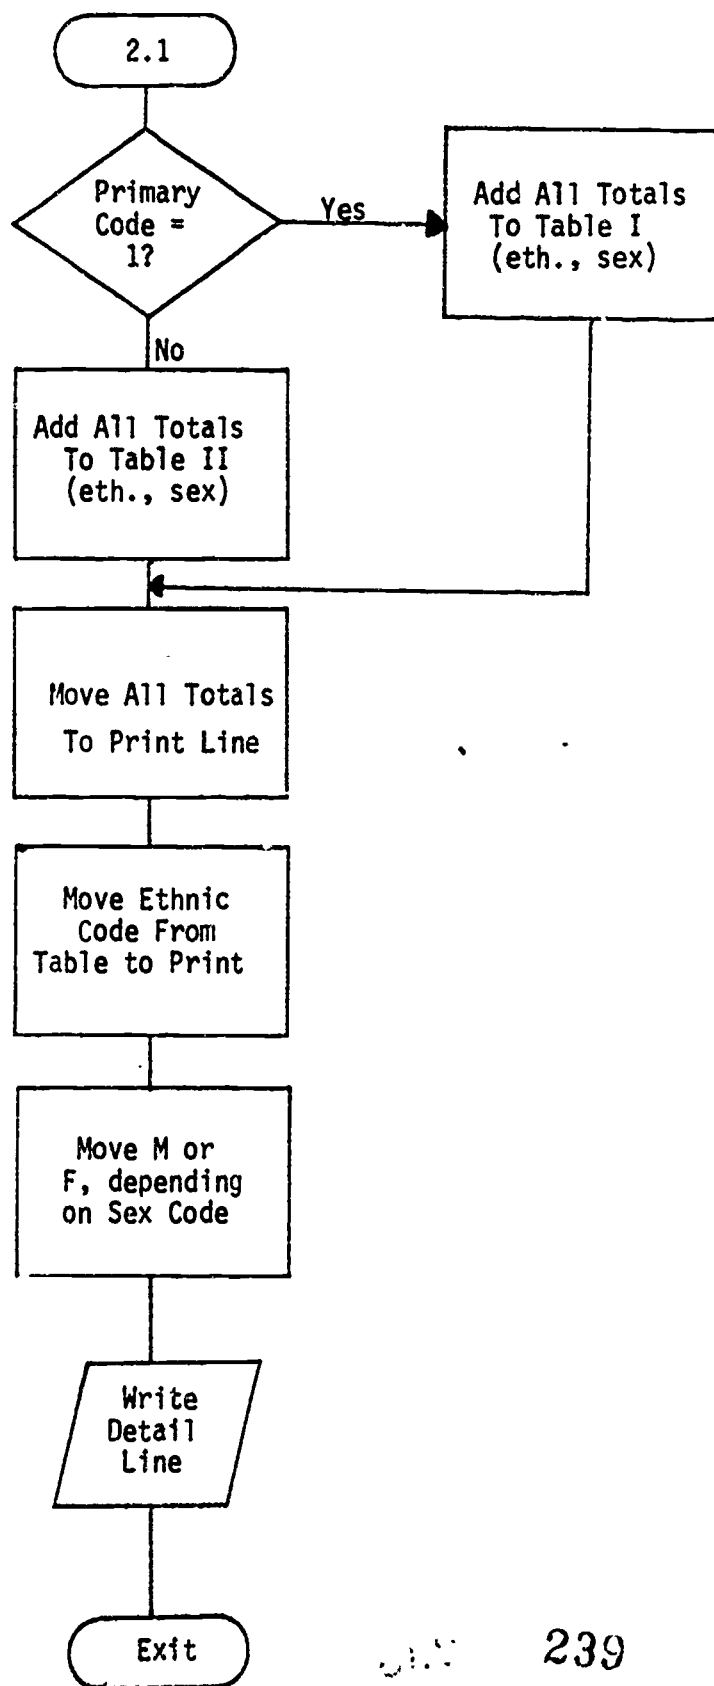 2.1
Primary
Code =
1?
Yes
Add All Totals
To Table I
(eth., sex)
No
Add All Totals
To Table II
(eth., sex)
Move All Totals
To Print Line
Move Ethnic
Code From
Table to Print
Move M or
F, depending
on Sex Code
Write
Detail
Line
Exit
239